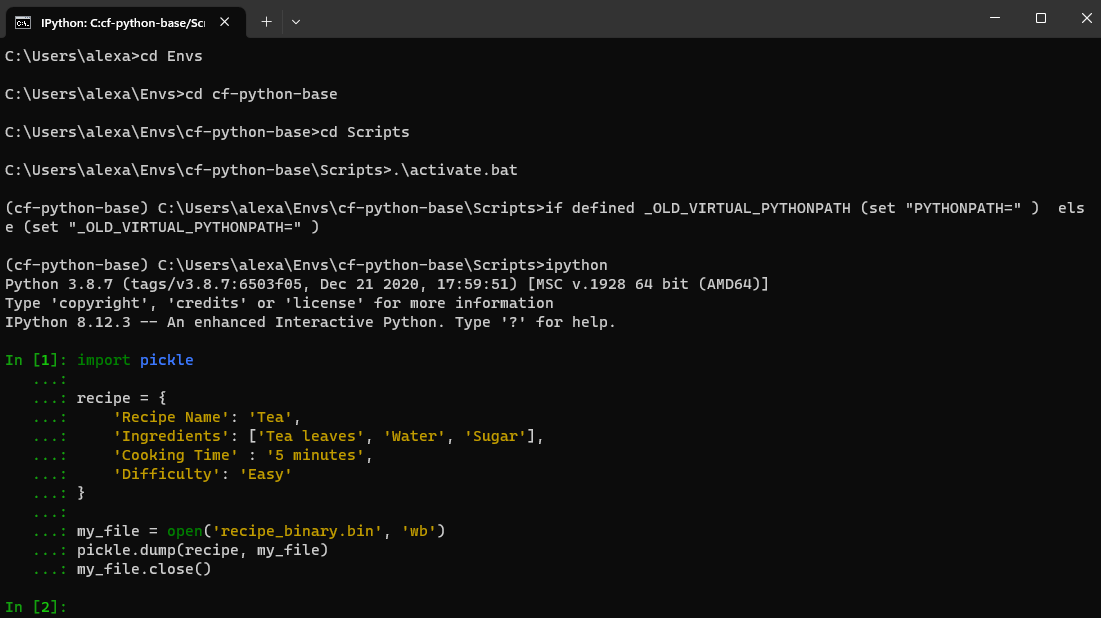 IPython: C:cf-python-base/Scr
C:\Users\alexa>cd Envs
C:\Users\alexa\Envs>cd cf-python-base
C:\Users\alexa\Envs\cf-python-base>cd Scripts
C:\Users\alexa\Envs\cf-python-base\Scripts>.\activate.bat
(cf-python-base) C:\Users\alexa\Envs\cf-python-base\Scripts>if defined _OLD_VIRTUAL_PYTHONPATH (set "PYTHONPATH=" )  els
e (set "_OLD_VIRTUAL_PYTHONPATH=" )
(cf-python-base) C:\Users\alexa\Envs\cf-python-base\Scripts>ipython
Python 3.8.7 (tags/v3.8.7:6503f05, Dec 21 2020, 17:59:51) [MSC v.1928 64 bit (AMD64)]
Type 'copyright', 'credits' or 'license' for more information
IPython 8.12.3 -- An enhanced Interactive Python. Type '?' for help.
In [1]: import pickle
   ...:
   ...: recipe = {
   ...:     'Recipe Name': 'Tea',
   ...:     'Ingredients': ['Tea leaves', 'Water', 'Sugar'],
   ...:     'Cooking Time' : '5 minutes',
   ...:     'Difficulty': 'Easy'
   ...: }
   ...:
   ...: my_file = open('recipe_binary.bin', 'wb')
   ...: pickle.dump(recipe, my_file)
   ...: my_file.close()
In [2]: